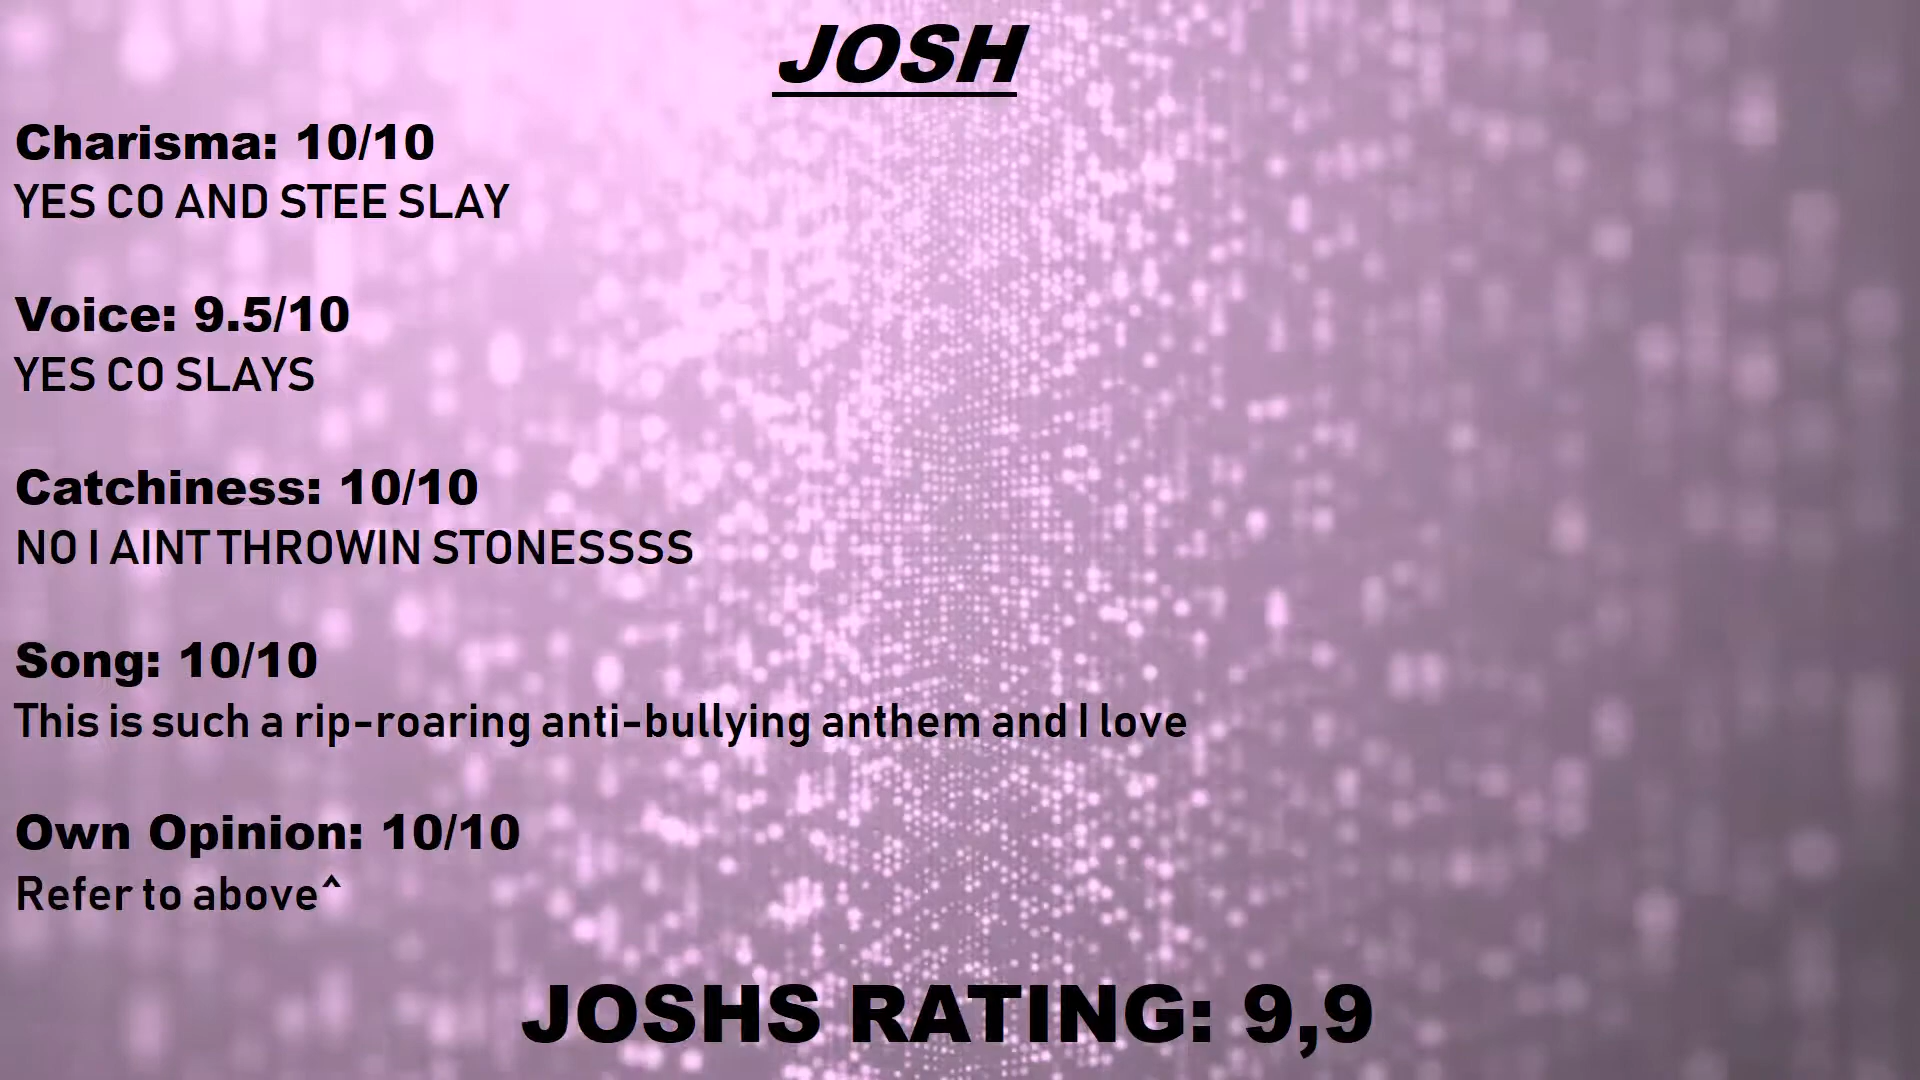 JOSH
Charisma: 10/10
YES CO AND STEE SLAY
Voice: 9.5/10
YES CO SLAYS
Catchiness: 10/10
NO I AINT THROWIN STONESSSS
Song: 10/10
This is such a rip-roaring anti-bullying anthem and I love
Own Opinion: 10/10
Refer to above^
JOSHS RATING: 9,9